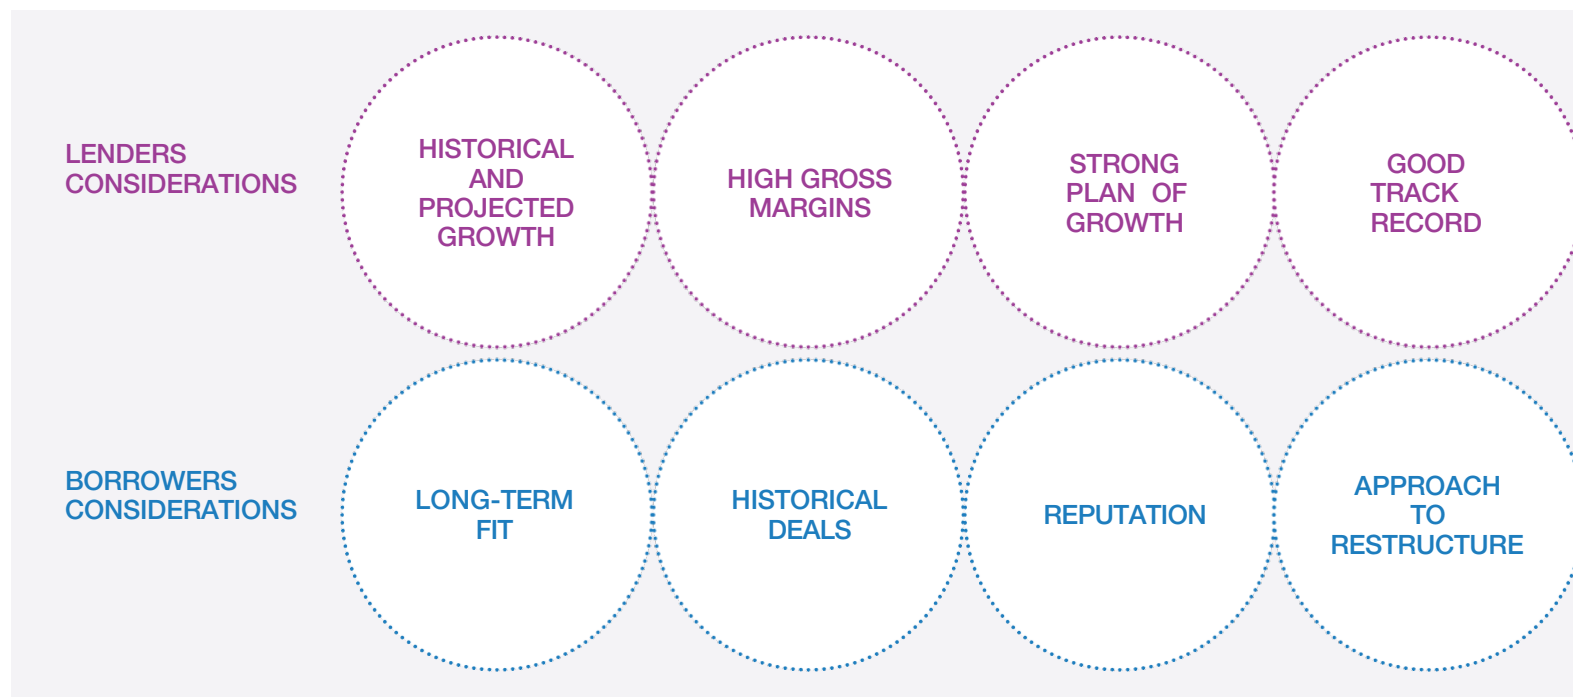 LENDERS
CONSIDERATIONS
HISTORICAL
AND
PROJECTED
GROWTH
HIGH GROSS
MARGINS
STRONG
PLAN OF
GROWTH
GOOD
TRACK
RECORD
BORROWERS
CONSIDERATIONS
LONG-TERM
FIT
HISTORICAL
DEALS
REPUTATION
APPROACH
TO
RESTRUCTURE